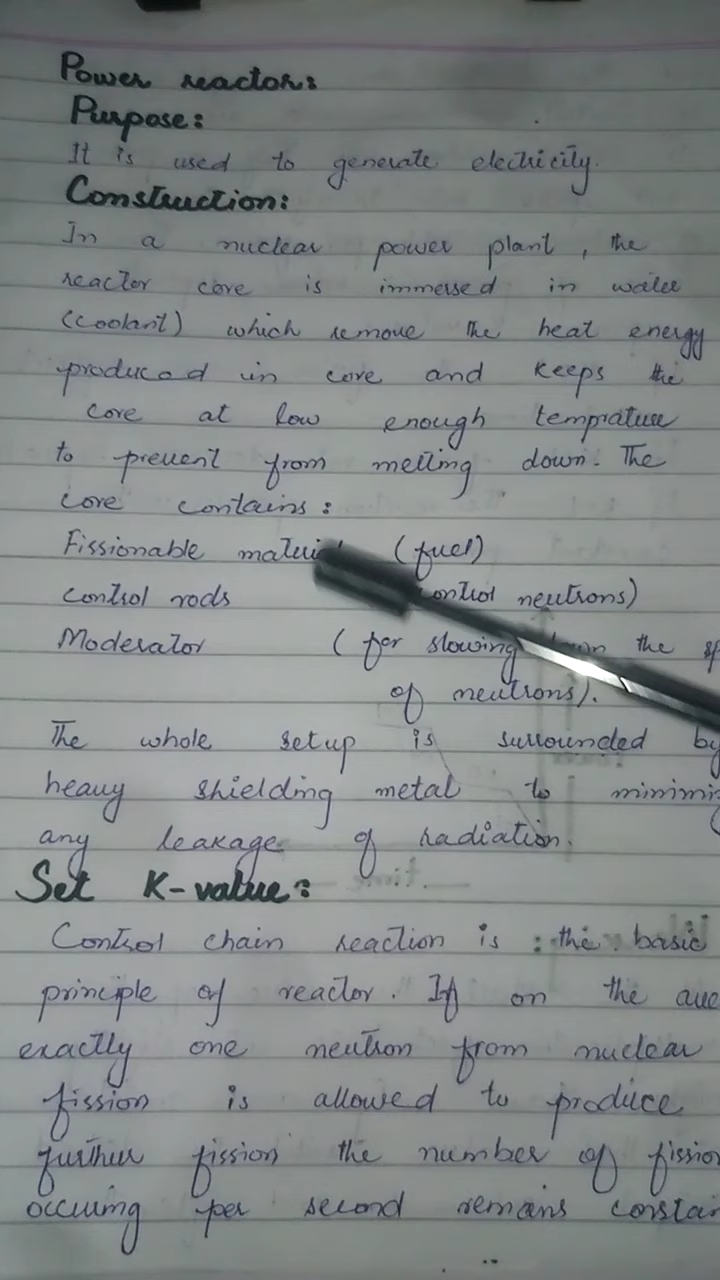 Power reactor:
Purpose:
It is used to generate electricity.
Construction:
In a nuclear power plant, the
reactor core is immersed in water
(coolant) which remove the heat energy
produced in core and keeps the
core at low enough temprature
to prevent from melting down. The
core contains:
Fissionable (fuel)
control rods neutrons)
Moderator (for slowing the
of neutrons).
The whole setup is surrounded by
heavy shielding metal to
any leakage of radiation.
Set K-value:
Control chain reaction is : the basic
principle of reactor. If on the
exactly one neutron from nuclear
fission is allowed to produce
further fission the number of
occuring per second remains